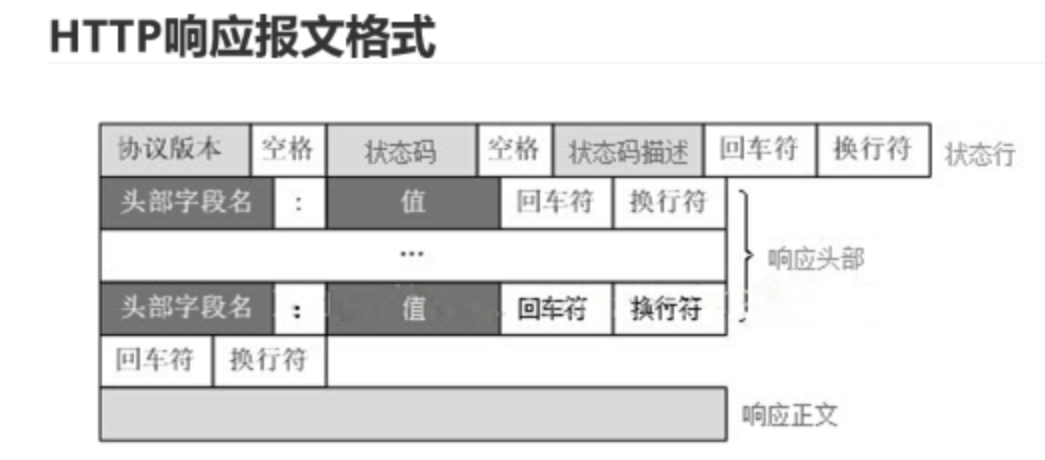 HTTP响应报文格式
协议版本 空格 状态码 空格 状态码描述 回车符 换行符 状态行
头部字段名 : 值 回车符 换行符
...
响应头部
头部字段名 : 值 回车符 换行符
回车符 换行符
响应正文